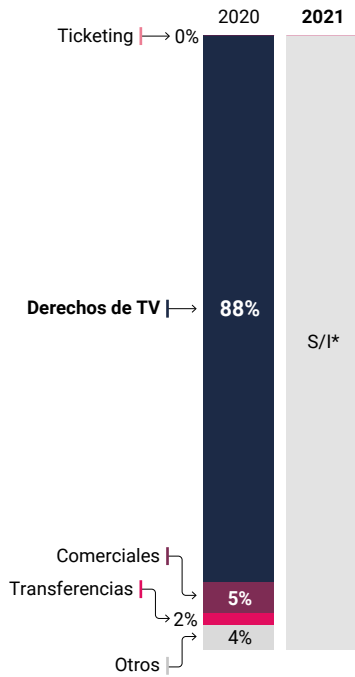 2020 2021
Ticketing 0%
Derechos de TV 88%
S/I*
Comerciales
5%
Transferencias
2%
4%
Otros